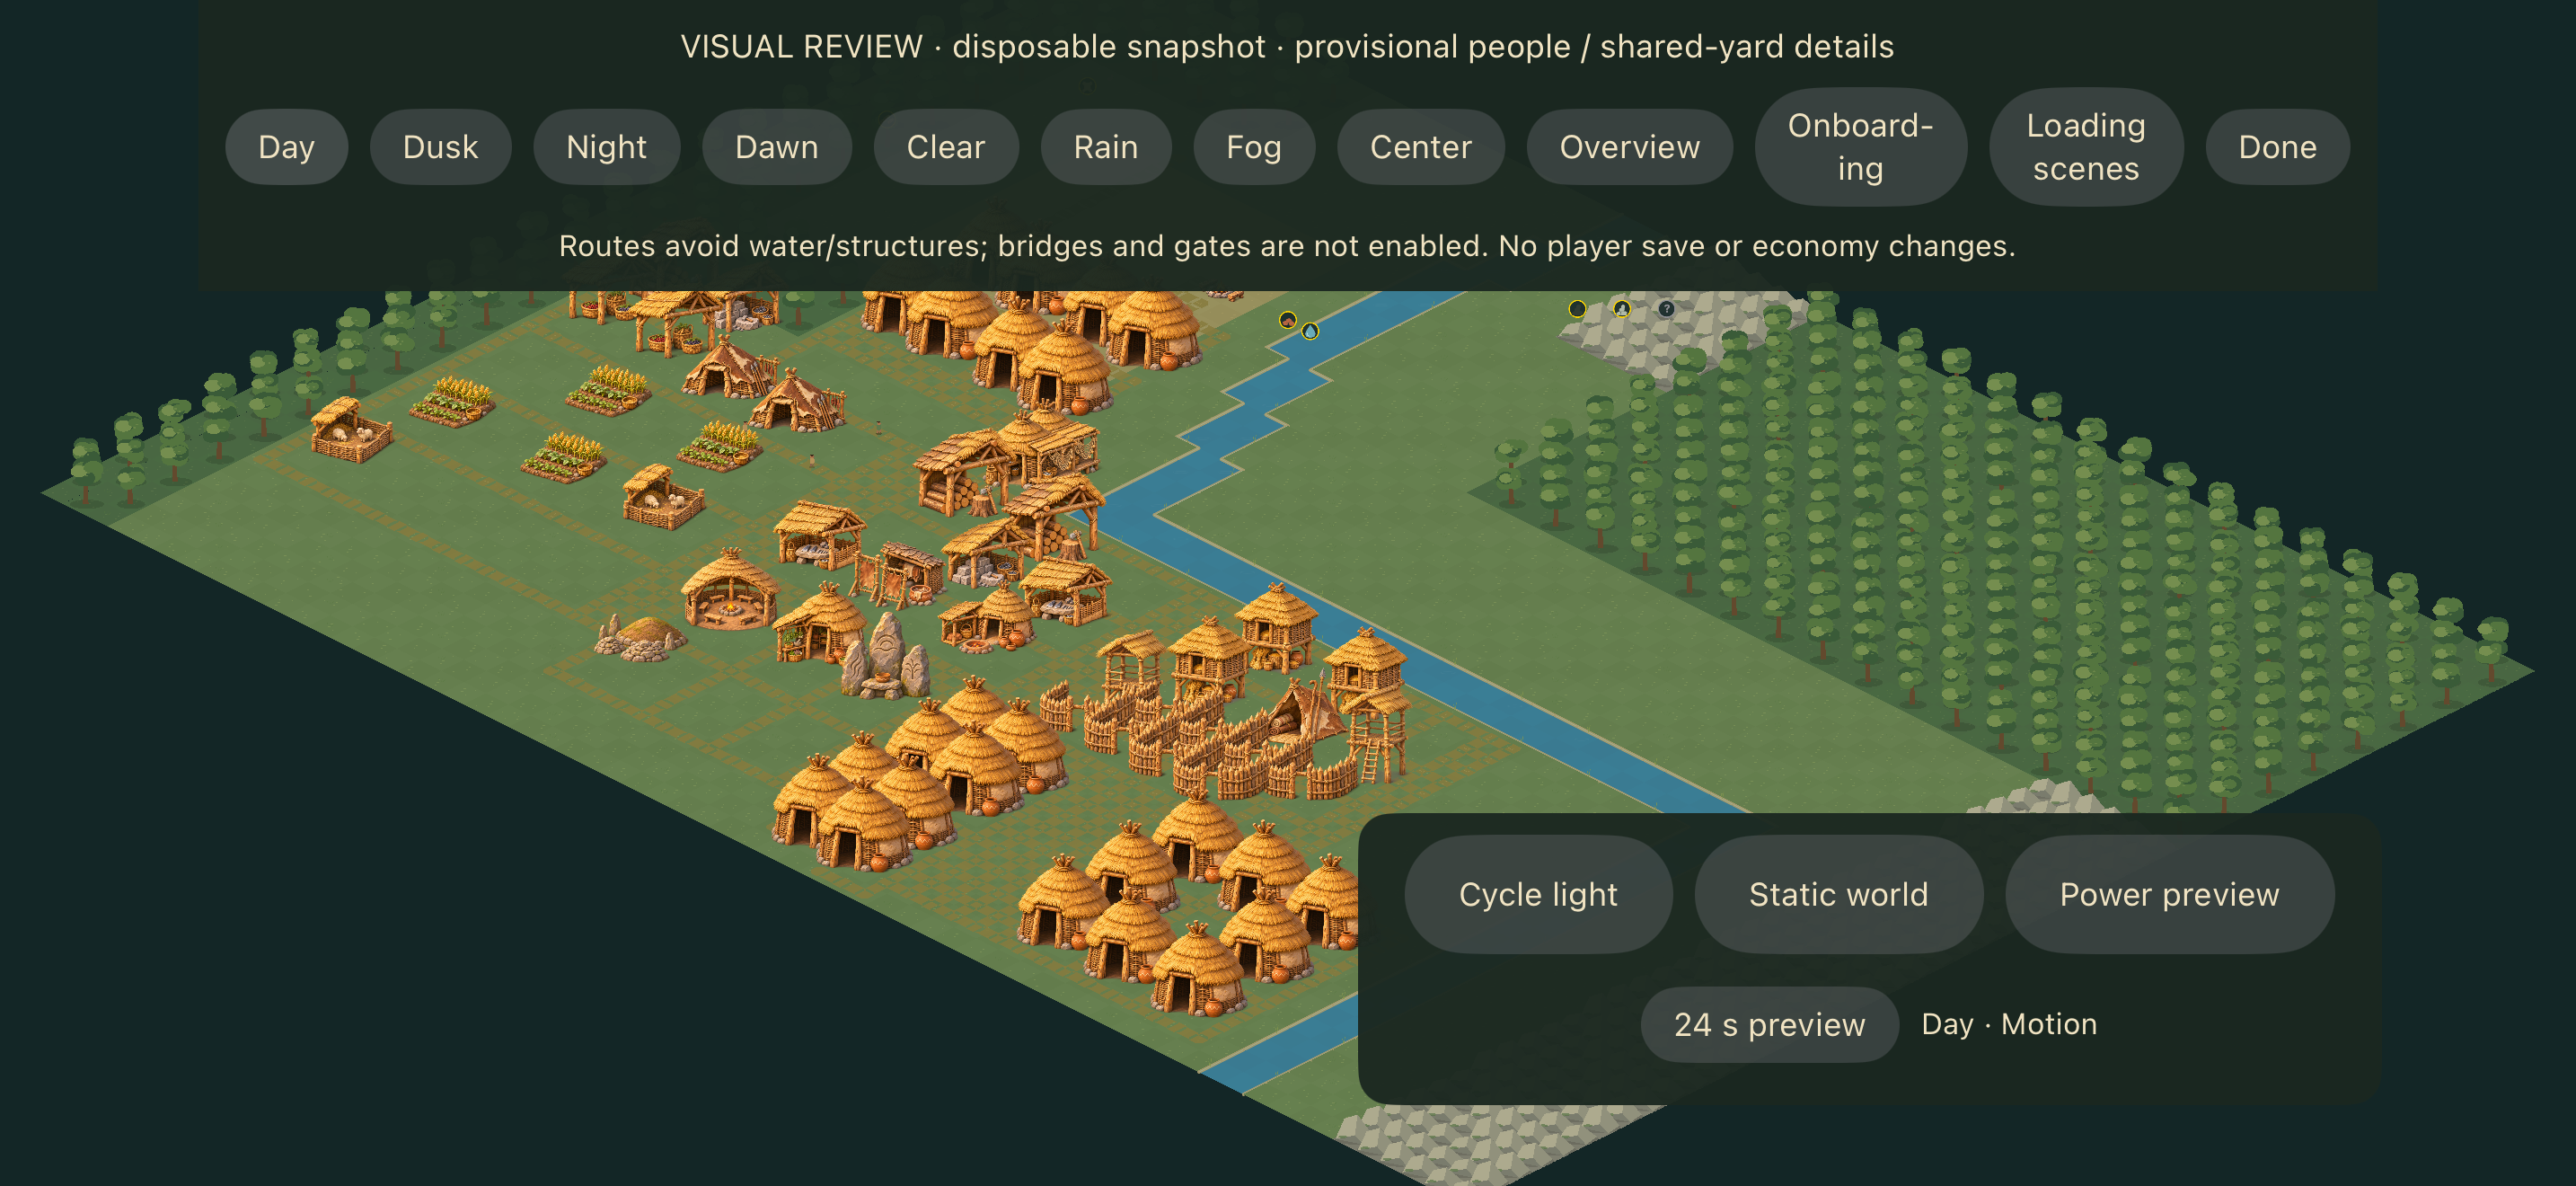 VISUAL REVIEW · disposable snapshot · provisional people / shared-yard details
Day
Dusk
Night
Dawn
Clear
Rain
Fog
Center
Overview
Onboard-
ing
Loading
scenes
Done
Routes avoid water/structures; bridges and gates are not enabled. No player save or economy changes.
?
Cycle light
Static world
Power preview
24 s preview
Day · Motion